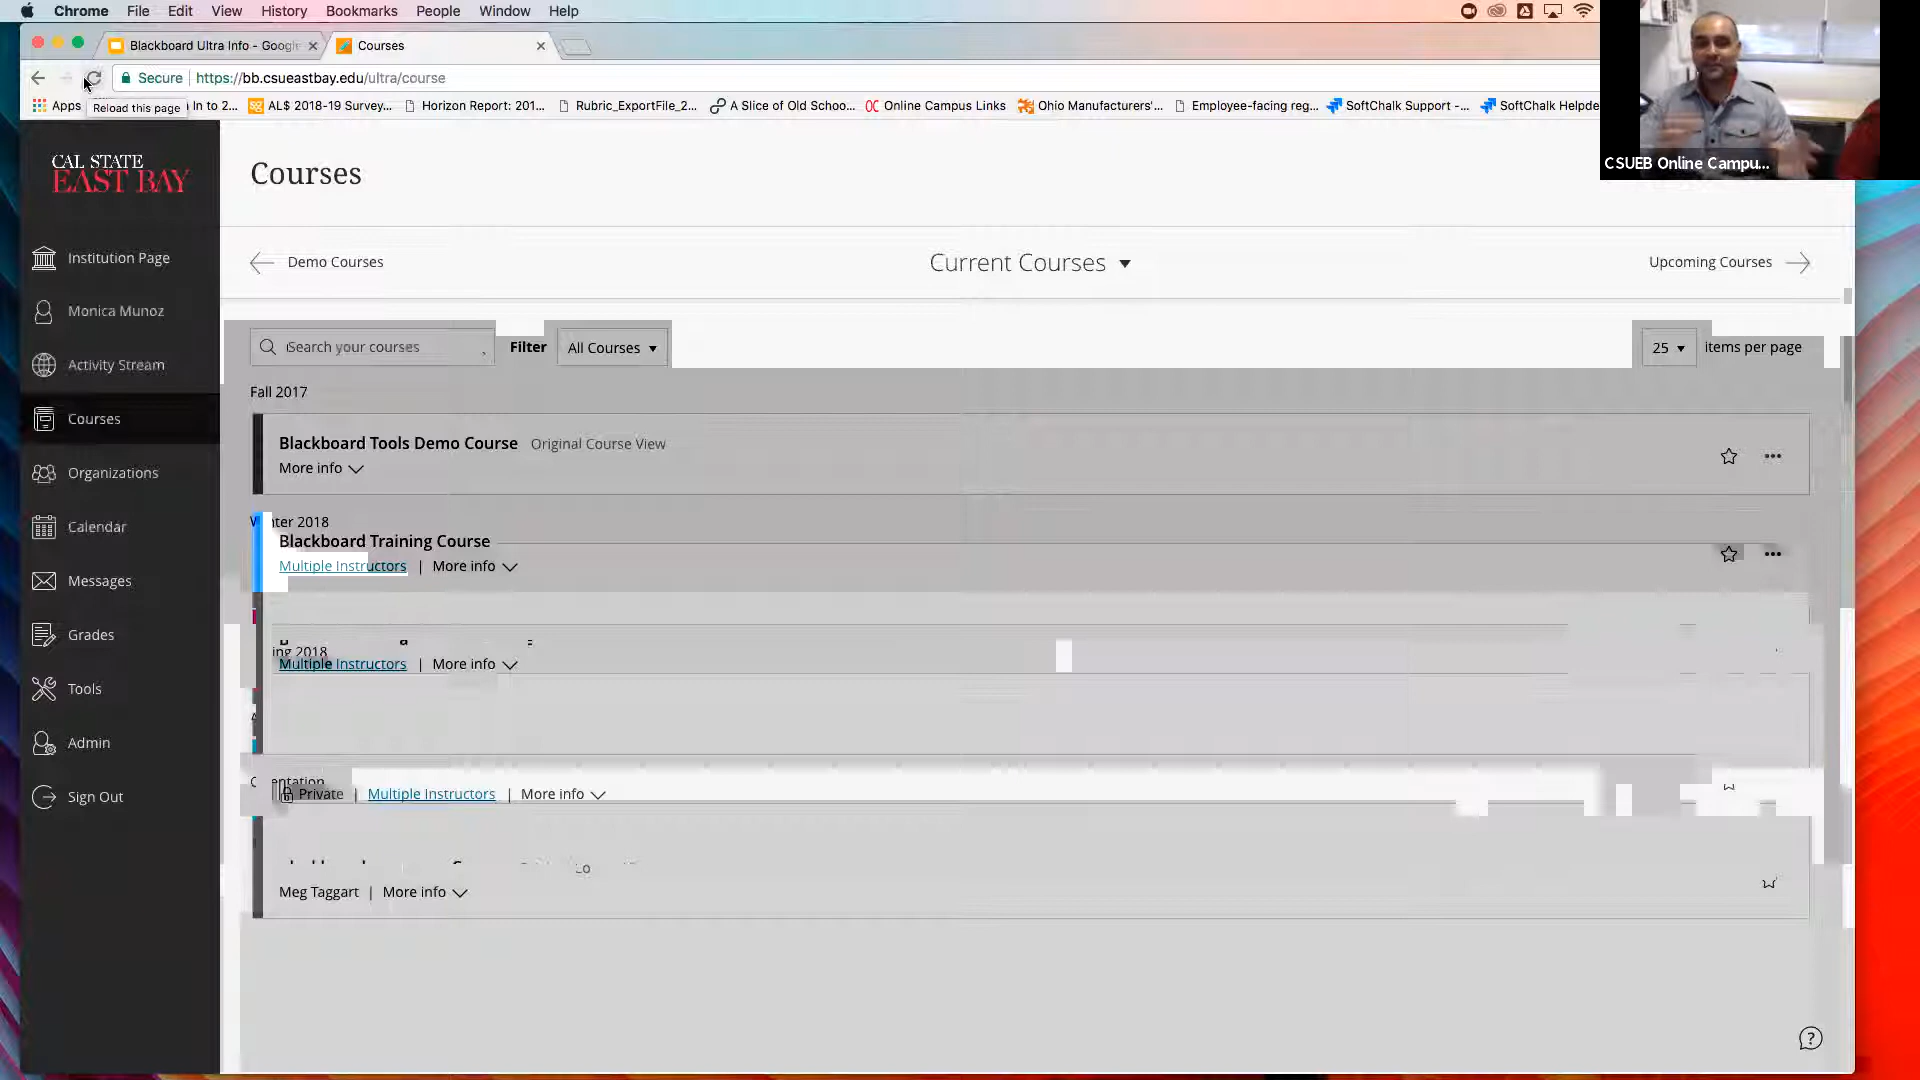 Chrome File Edit View History Bookmarks People Window Help
Blackboard Ultra Info - Google
Courses
Secure
https://bb.csueastbay.edu/ultra/course
Apps
In to 2...
AL$ 2018-19 Survey...
Horizon Report: 201...
Rubric_ExportFile_2...
A Slice of Old Schoo...
Online Campus Links
Ohio Manufacturers'...
Employee-facing reg...
SoftChalk Support -...
SoftChalk Helpde
Reload this page
CSUEB Online Campu...
CAL STATE
EAST BAY
Institution Page
Monica Munoz
Activity Stream
Courses
Organizations
Calendar
Messages
Grades
Tools
Admin
Sign Out
Courses
Demo Courses
Current Courses
Upcoming Courses
Search your courses
Filter
All Courses
25
items per page
Fall 2017
Blackboard Tools Demo Course Original Course View
More info
2018
Blackboard Training Course
Multiple Instructors | More info
2018
Multiple Instructors | More info
Private | Multiple Instructors | More info
Meg Taggart | More info